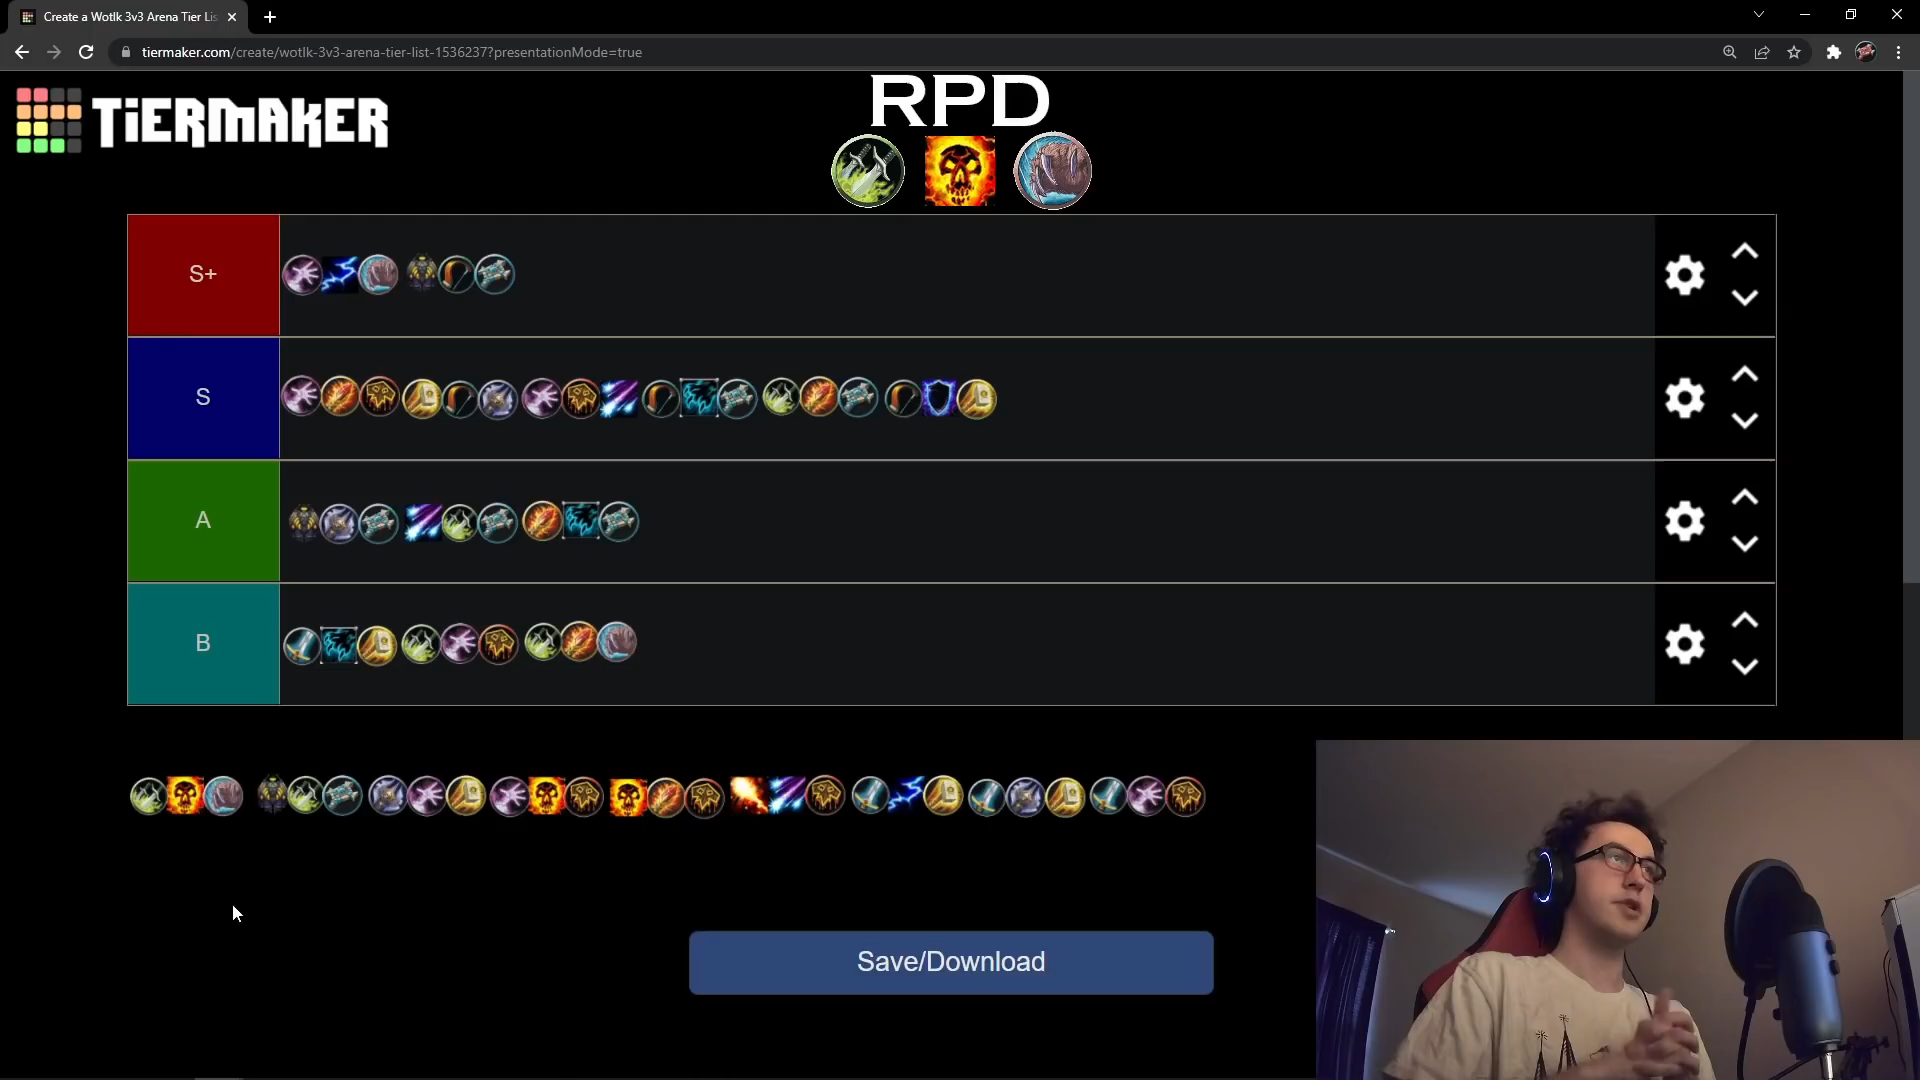 Create a Wotlk 3v3 Arena Tier Lis
tiermaker.com/create/wotlk-3v3-arena-tier-list-1536237?presentationMode=true
TiERMAKER
RPD
S+
S
A
B
Save/Download